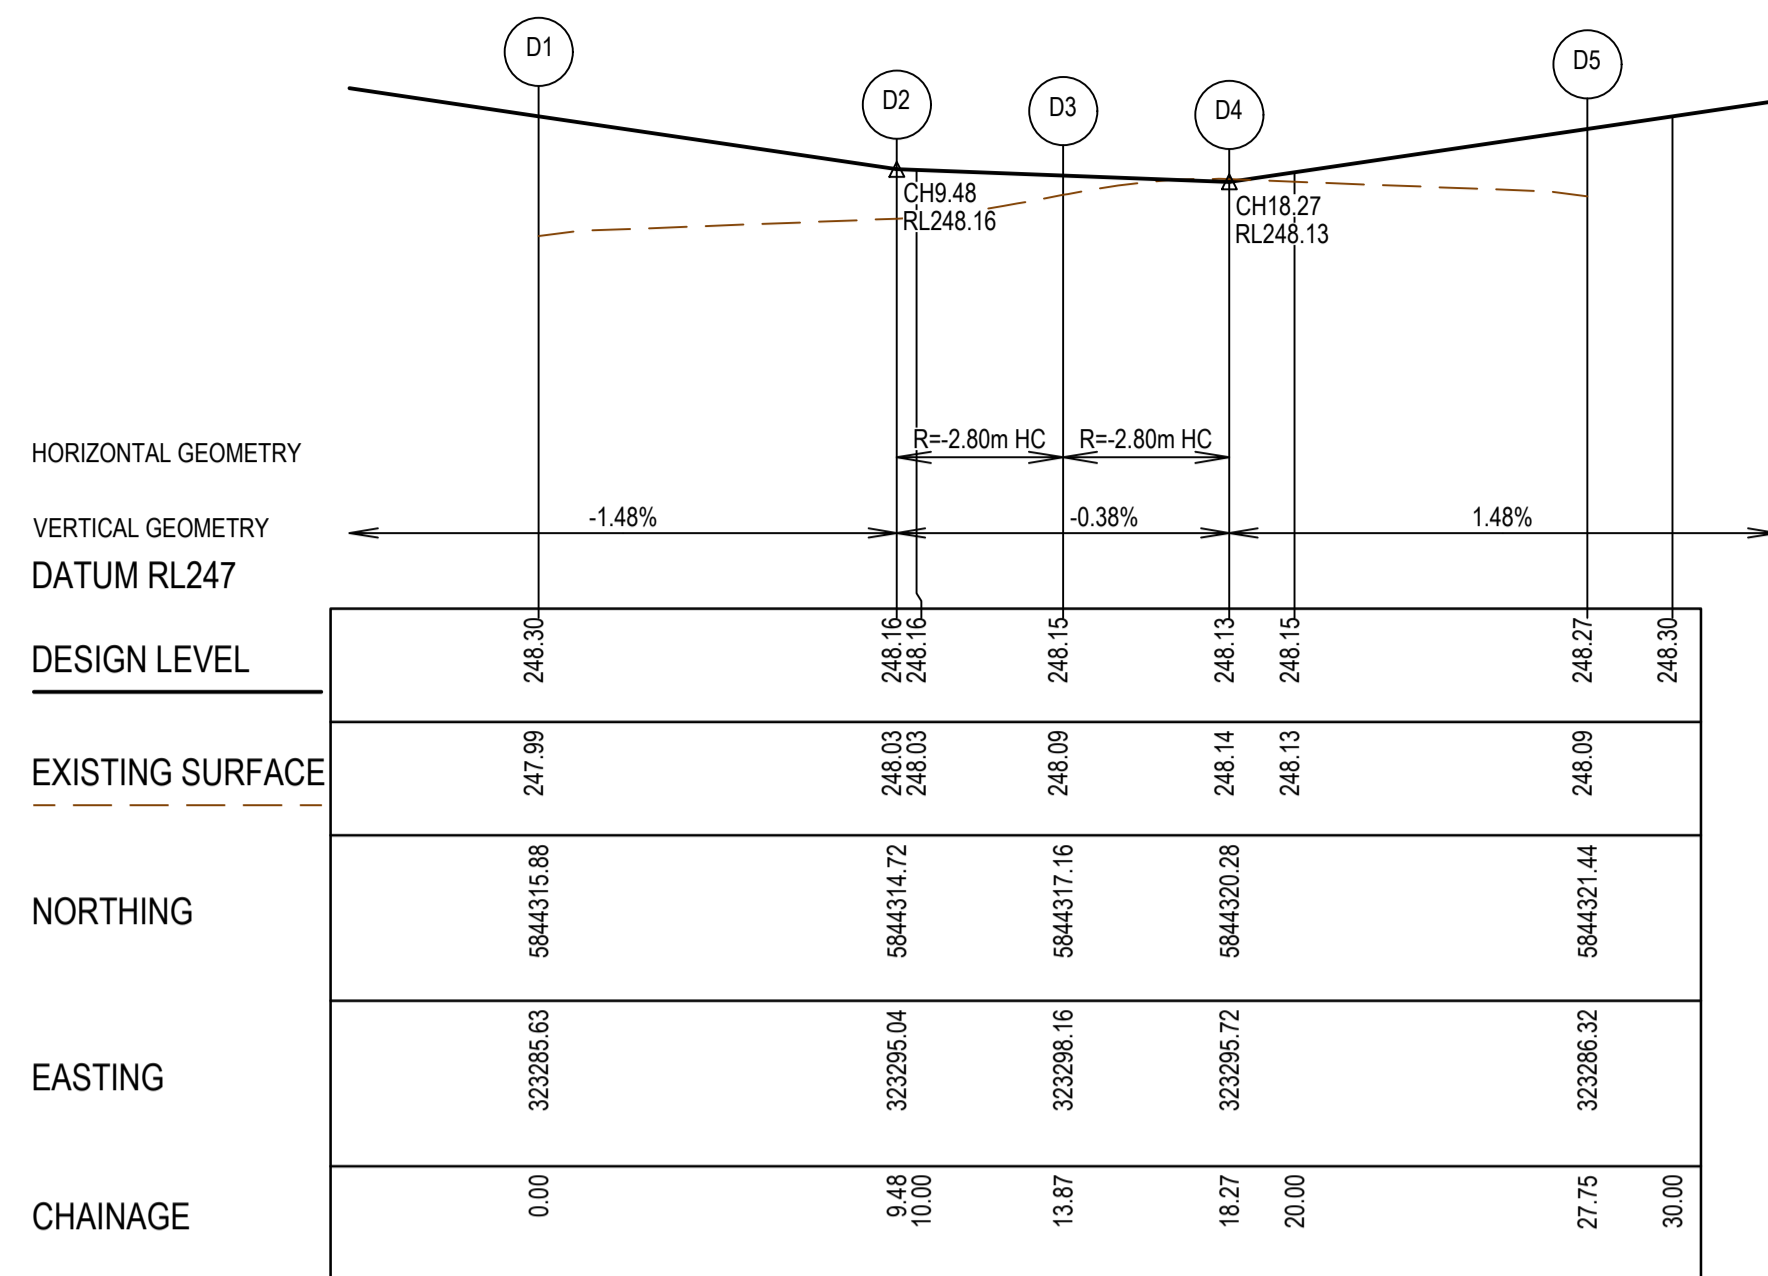 D1
D2
D3
D4
D5
CH9.48
RL248.16
CH18.27
RL248.13
HORIZONTAL GEOMETRY
R=-2.80m HC
R=-2.80m HC
VERTICAL GEOMETRY
-1.48%
-0.38%
1.48%
DATUM RL247
DESIGN LEVEL
248.30
248.16
248.16
248.15
248.13
248.15
248.27
248.30
EXISTING SURFACE
247.99
248.03
248.03
248.09
248.14
248.13
248.09
NORTHING
5844315.88
5844314.72
5844317.16
5844320.28
5844321.44
EASTING
323285.63
323295.04
323298.16
323295.72
323286.32
CHAINAGE
0.00
9.48
10.00
13.87
18.27
20.00
27.75
30.00